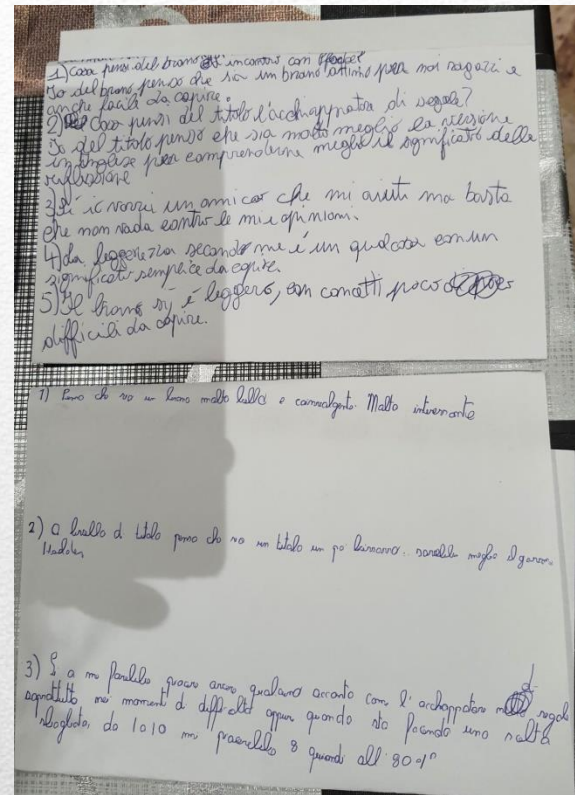 1) Cosa pensi del brano incontro con
Io del brano penso che sia un brano ottimo per noi ragazzi e
anche facile da capire.
2) Cosa pensi del titolo l'acchiappatore di segale?
Io del titolo penso che sia molto meglio la versione
in inglese per comprenderne meglio il significato della
riflessione
3) Sì io vorrei un amico che mi aiuti ma basta
che non vada contro le mie opinioni.
4) La leggerezza secondo me è un qualcosa con un
significato semplice da capire.
5) Il brano sì è leggero, con concetti poco
difficili da capire.
1) Penso che sia un brano molto bello e coinvolgente. Molto interessante
2) A livello di titolo penso che sia un titolo un po' bizzarro.. sarebbe meglio il giovane
Holden
3) Sì a me farebbe piacere avere qualcuno accanto come l'acchiappatore di segale
soprattutto nei momenti di difficoltà oppure quando sto facendo una scelta
sbagliata, da 1 a 10 mi piacerebbe 8 quindi all' 80%